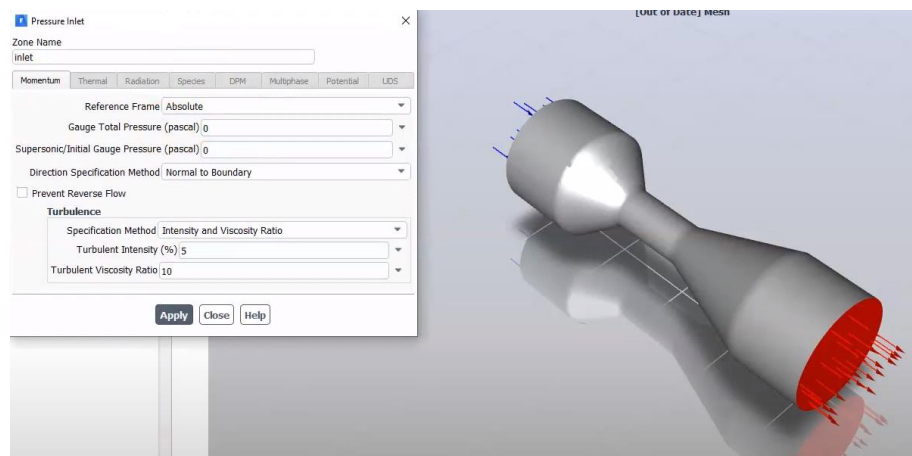 Pressure Inlet
[Out of Date] Mesh
Zone Name
inlet
Momentum Thermal Radiation Species DPM Multiphase Potential UDS
Reference Frame Absolute
Gauge Total Pressure (pascal) 0
Supersonic/Initial Gauge Pressure (pascal) 0
Direction Specification Method Normal to Boundary
Prevent Reverse Flow
Turbulence
Specification Method Intensity and Viscosity Ratio
Turbulent Intensity (%) 5
Turbulent Viscosity Ratio 10
Apply Close Help